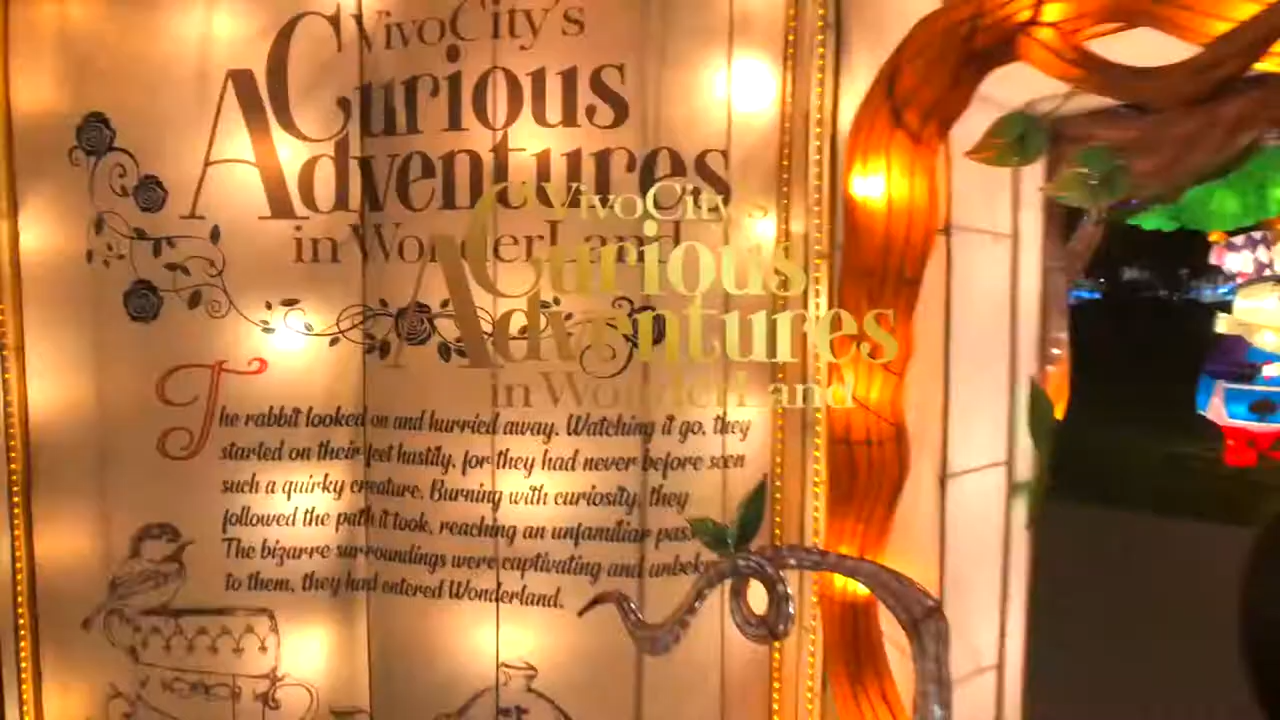 VivoCity's
Curious
Adventures
in WonderLand
VivoCity's
Curious
Adventures
in WonderLand
The rabbit looked on and hurried away. Watching it go, they
started on their feet hastily, for they had never before seen
such a quirky creature. Burning with curiosity, they
followed the path it took, reaching an unfamiliar
The bizarre surroundings were captivating and
to them, they had entered Wonderland.